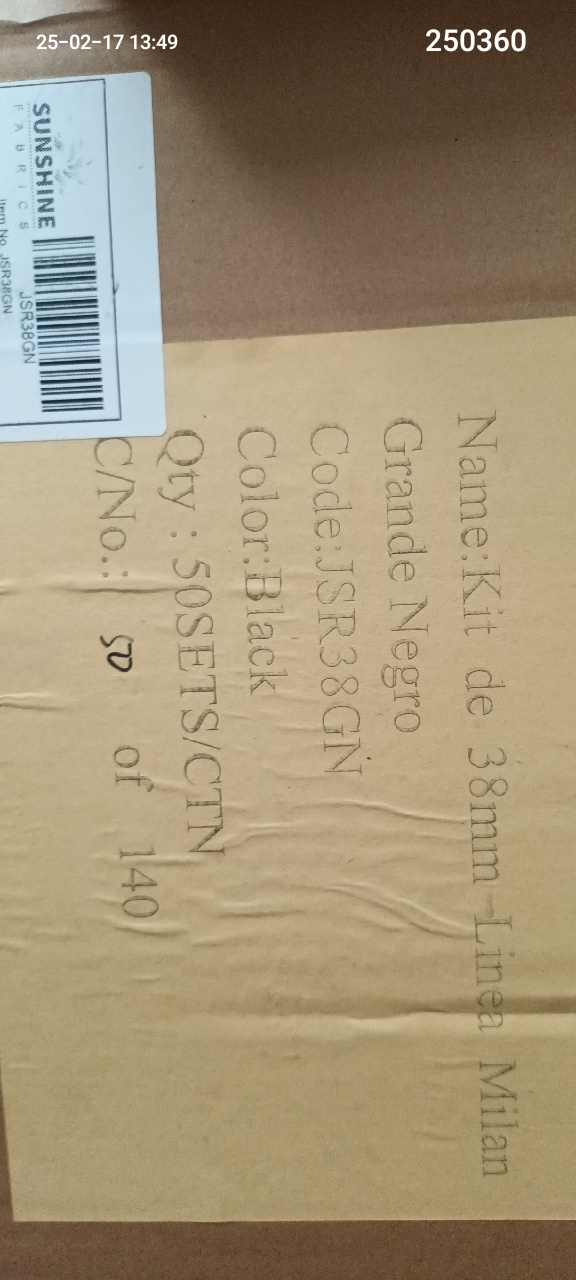 25-02-17 13:49
250360
SUNSHINE
FABRICS
JSR38GN
Item No. JSR38GN
Name:Kit de 38mm-Linea Milan
Grande Negro
Code:JSR38GN
Color:Black
Qty : 50SETS/CTN
C/No.: 50 of 140